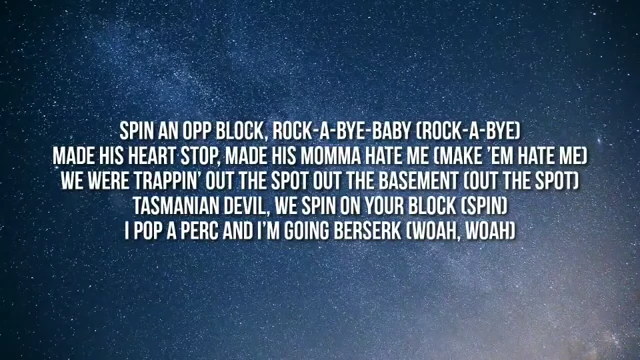 SPIN AN OPP BLOCK, ROCK-A-BYE-BABY (ROCK-A-BYE)
MADE HIS HEART STOP, MADE HIS MOMMA HATE ME (MAKE 'EM HATE ME)
WE WERE TRAPPIN' OUT THE SPOT OUT THE BASEMENT (OUT THE SPOT)
TASMANIAN DEVIL, WE SPIN ON YOUR BLOCK (SPIN)
I POP A PERC AND I'M GOING BERSERK (WOAH, WOAH)